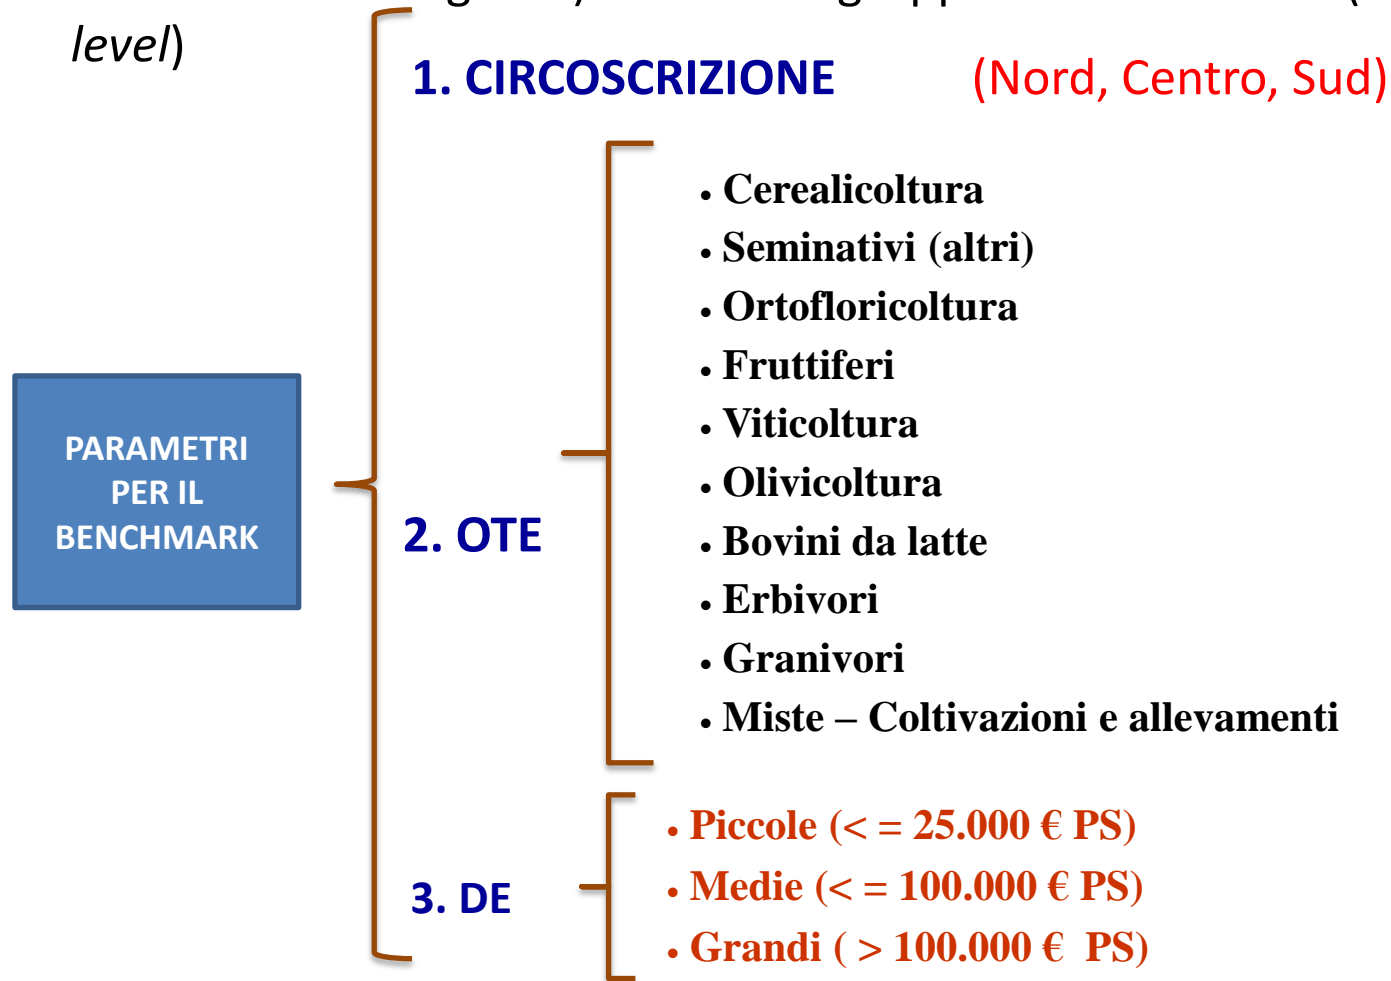 level)
1. CIRCOSCRIZIONE (Nord, Centro, Sud)
• Cerealicoltura
• Seminativi (altri)
• Ortofloricoltura
• Fruttiferi
• Viticoltura
• Olivicoltura
• Bovini da latte
• Erbivori
• Granivori
• Miste – Coltivazioni e allevamenti
PARAMETRI
PER IL
BENCHMARK
2. OTE
• Piccole (< = 25.000 € PS)
• Medie (< = 100.000 € PS)
• Grandi ( > 100.000 € PS)
3. DE